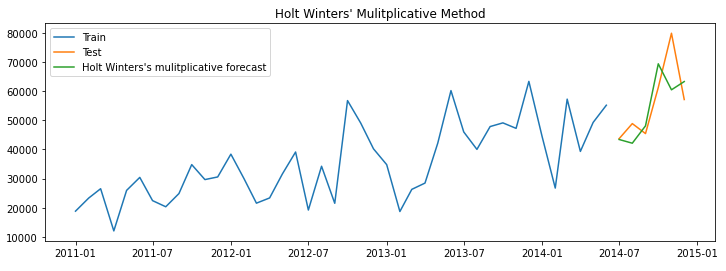 Holt Winters' Mulitplicative Method
Train
Test
Holt Winters's mulitplicative forecast
80000
70000
60000
50000
40000
30000
20000
10000
2011-01 2011-07 2012-01 2012-07 2013-01 2013-07 2014-01 2014-07 2015-01